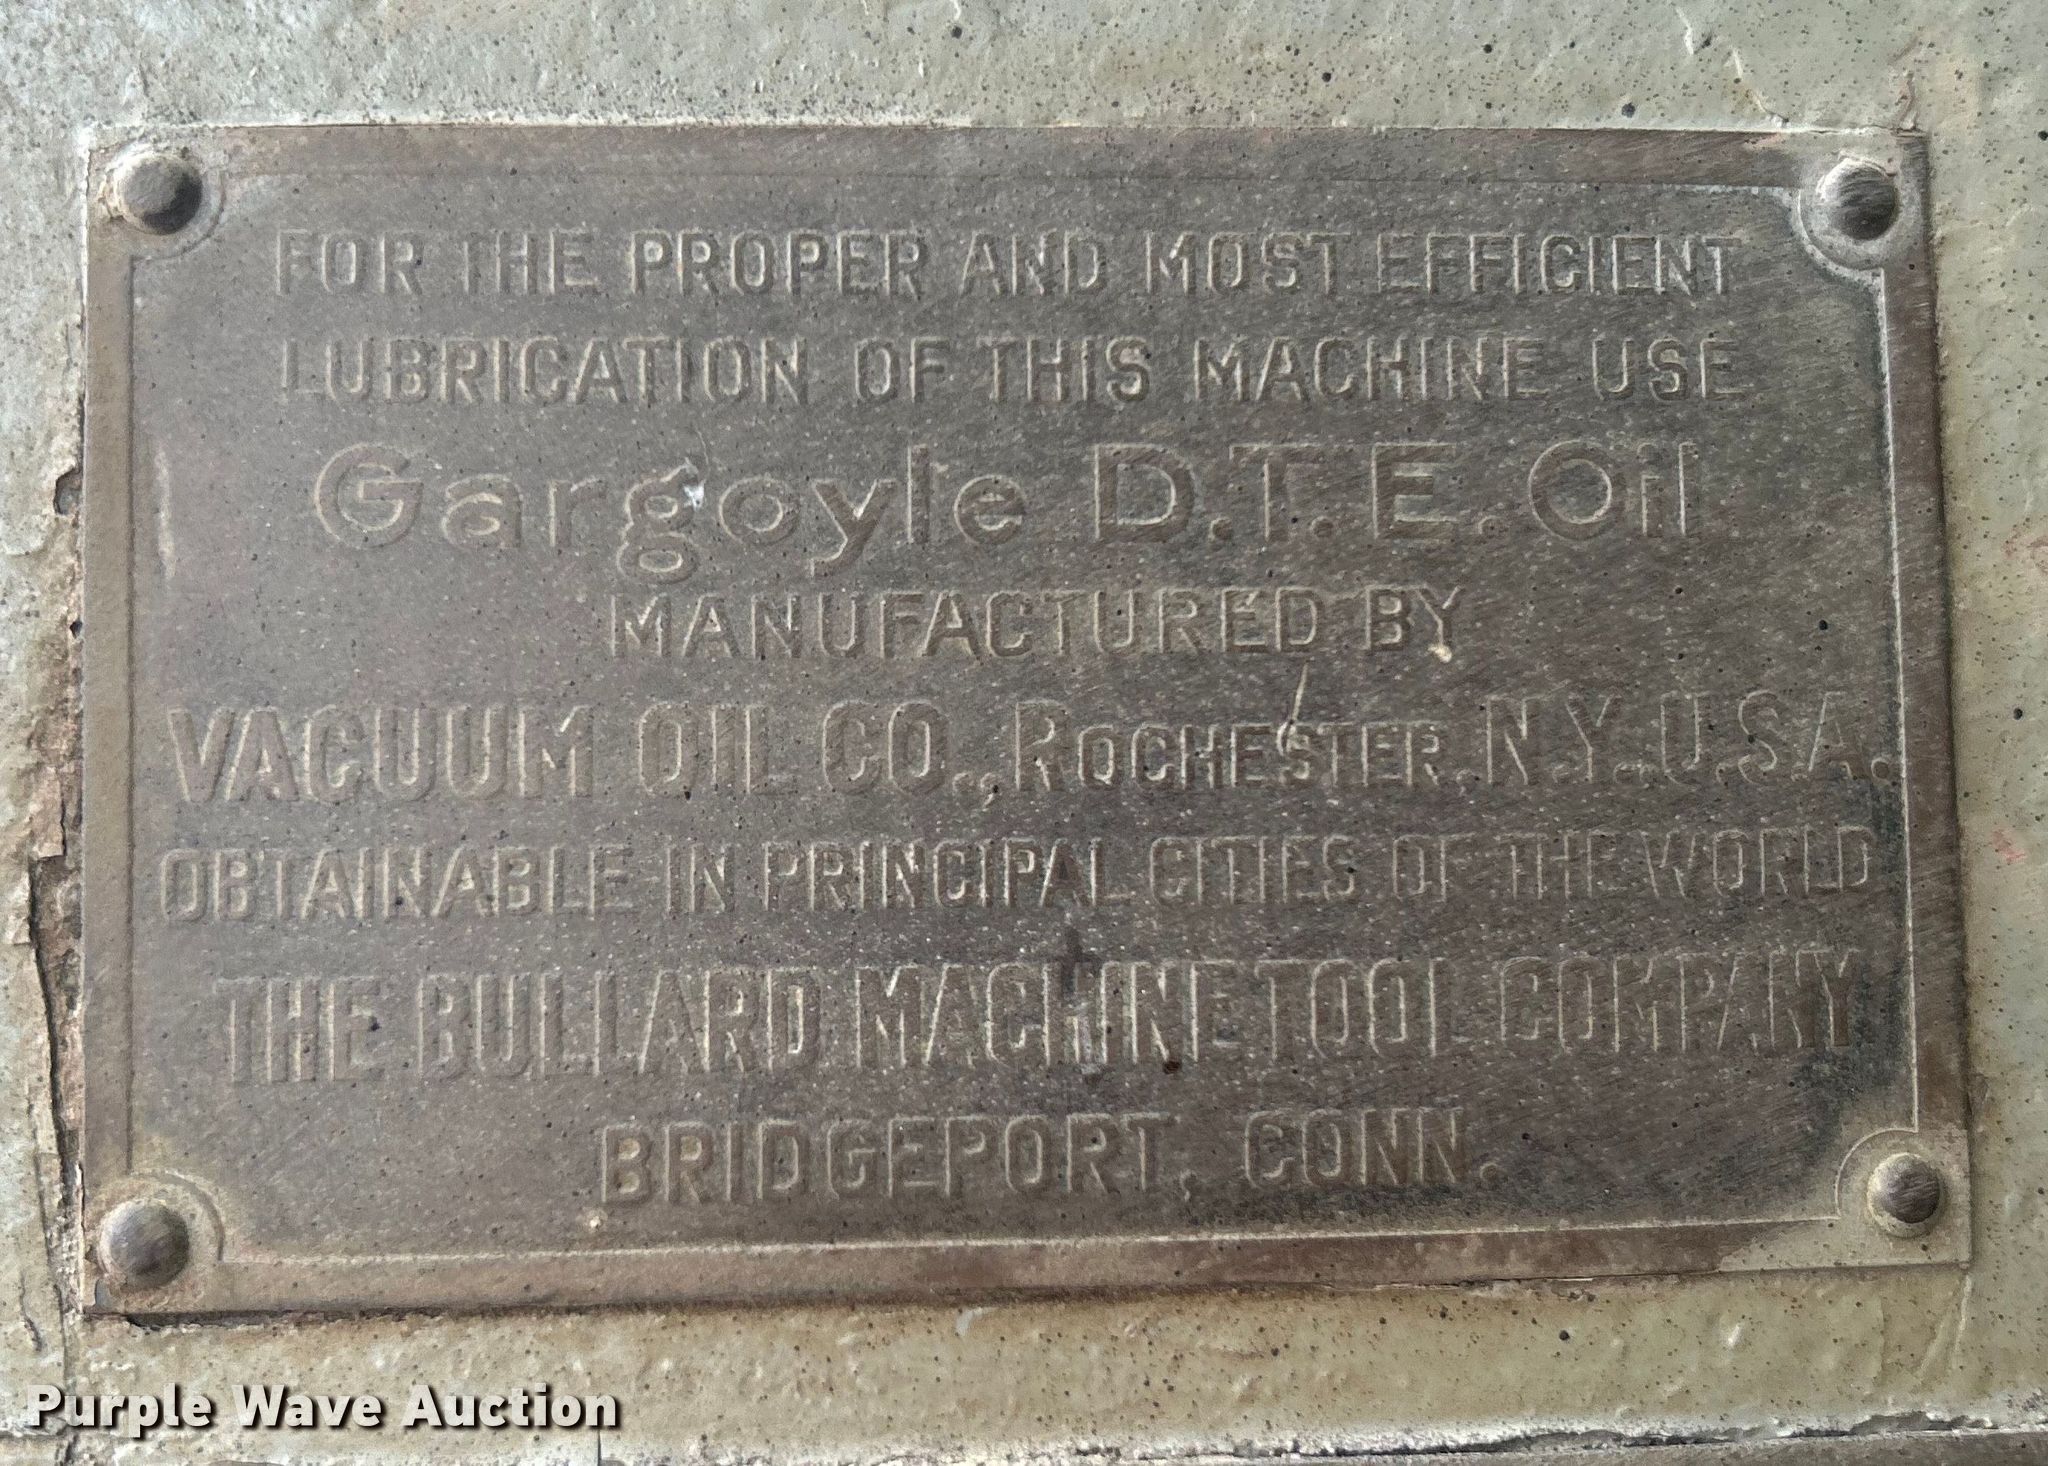 FOR THE PROPER AND MOST EFFICIENT
LUBRICATION OF THIS MACHINE USE
Gargoyle D.T.E. Oil
MANUFACTURED BY
VACUUM OIL CO., ROCHESTER, N.Y., U.S.A.
OBTAINABLE IN PRINCIPAL CITIES OF THE WORLD
THE BULLARD MACHINE TOOL COMPANY
BRIDGEPORT, CONN.
Purple Wave Auction